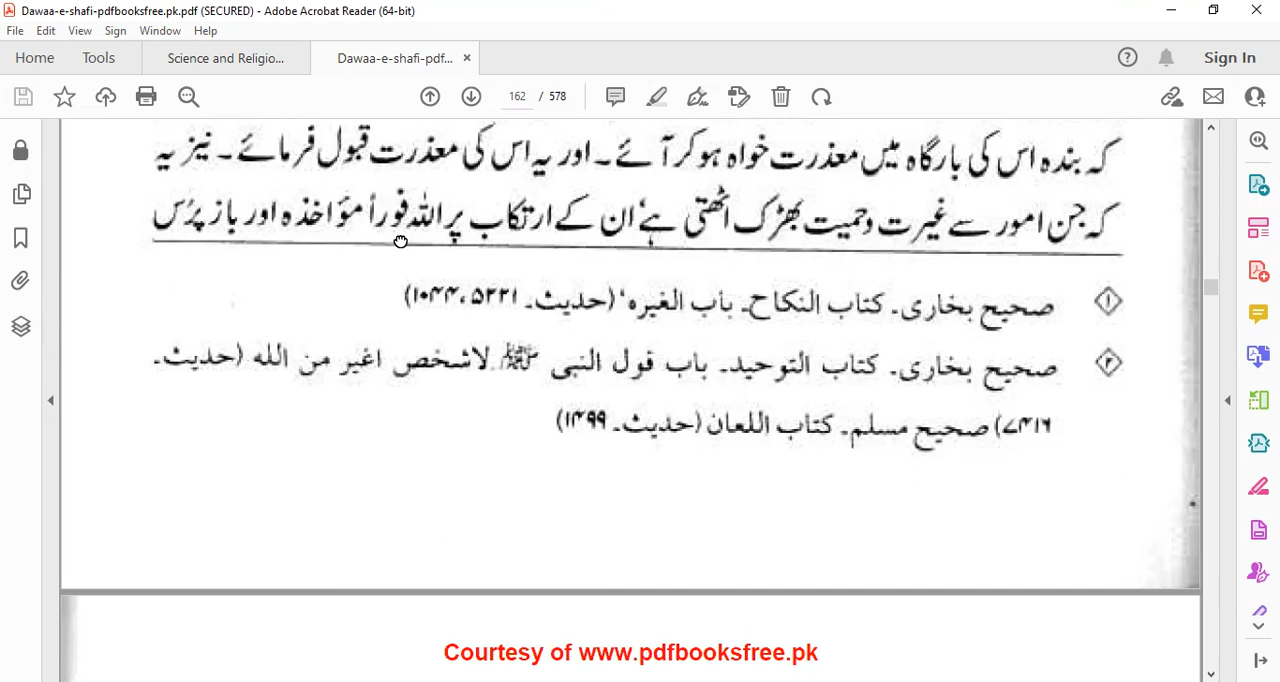 Dawaa-e-shafi-pdfbooksfree.pk.pdf (SECURED) - Adobe Acrobat Reader (64-bit)
File Edit View Sign Window Help
Home Tools Science and Religio... Dawaa-e-shafi-pdf... × Sign In
162 / 578
کہ بندہ اس کی بارگاہ میں معذرت خواہ ہو کر آئے۔ اور یہ اس کی معذرت قبول فرمائے۔ نیز یہ
کہ جن امور سے غیرت وحمیت بھڑک اٹھتی ہے' ان کے ارتکاب پر اللہ فوراً مؤاخذہ اور باز پرُس
۱ صحیح بخاری۔ کتاب النکاح۔ باب الغیرہ' (حدیث۔ ۵۲۲۱، ۱۰۴۴)
۲ صحیح بخاری۔ کتاب التوحید۔ باب قول النبی ﷺ لاشخص اغیر من الله (حدیث۔
۷۴۱۶) صحیح مسلم۔ کتاب اللعان (حدیث۔ ۱۴۹۹)
Courtesy of www.pdfbooksfree.pk